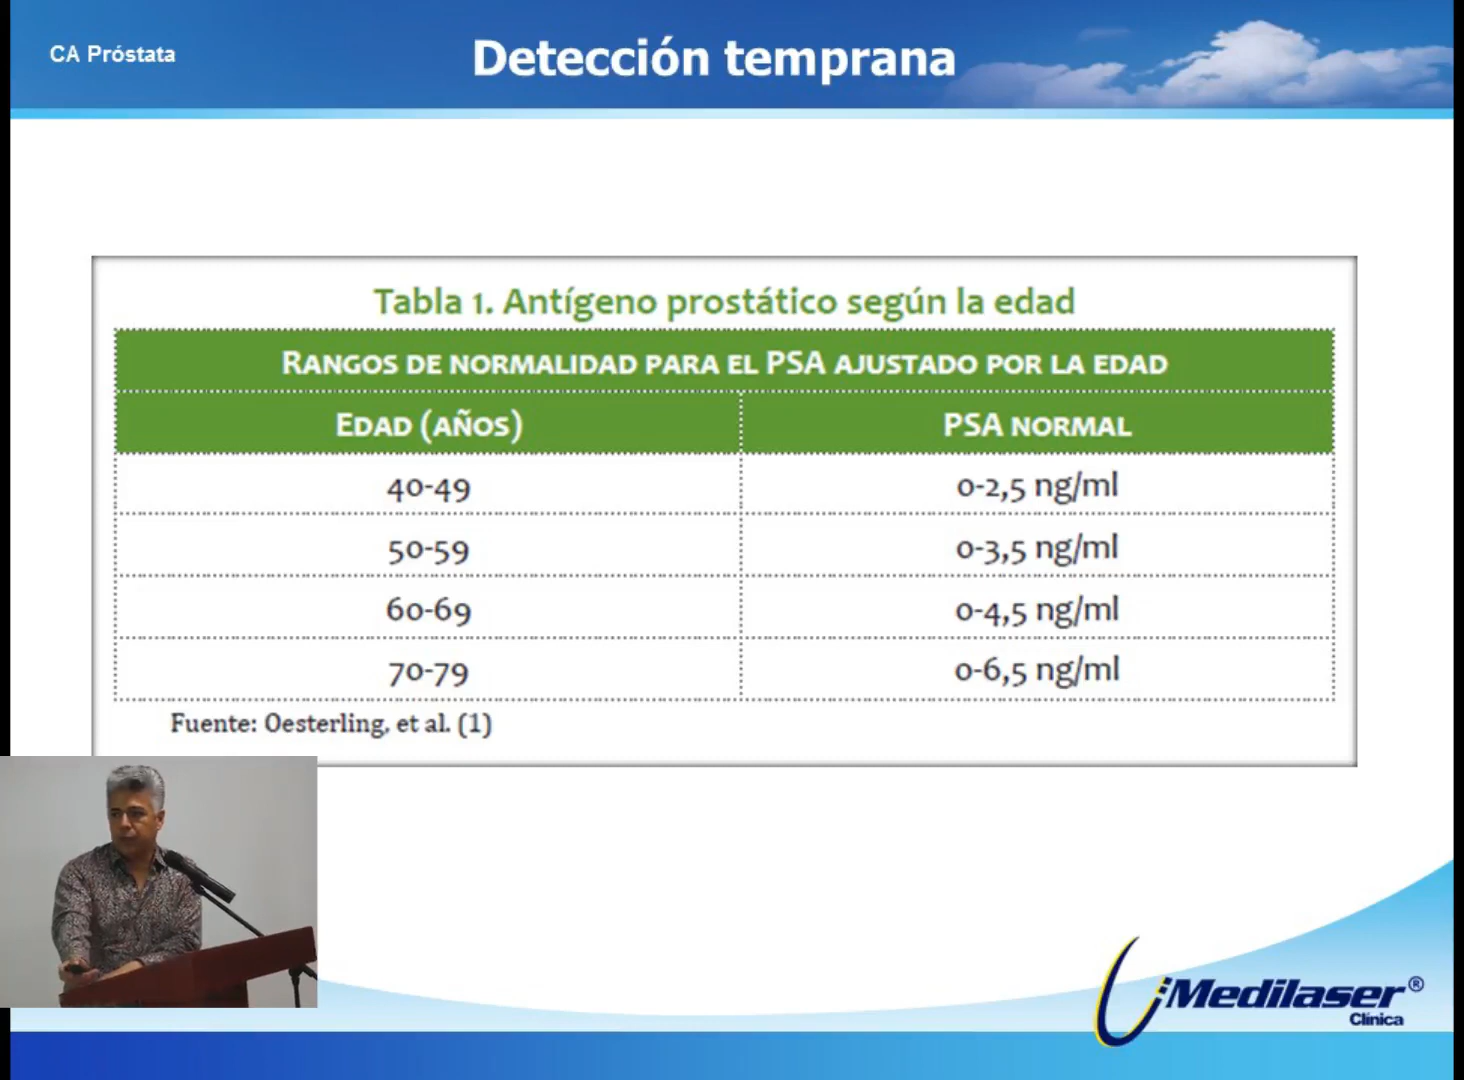 CA Próstata
Detección temprana
Tabla 1. Antígeno prostático según la edad
RANGOS DE NORMALIDAD PARA EL PSA AJUSTADO POR LA EDAD
EDAD (AÑOS) PSA NORMAL
40-49 0-2,5 ng/ml
50-59 0-3,5 ng/ml
60-69 0-4,5 ng/ml
70-79 0-6,5 ng/ml
Fuente: Oesterling, et al. (1)
Medilaser®
Clínica